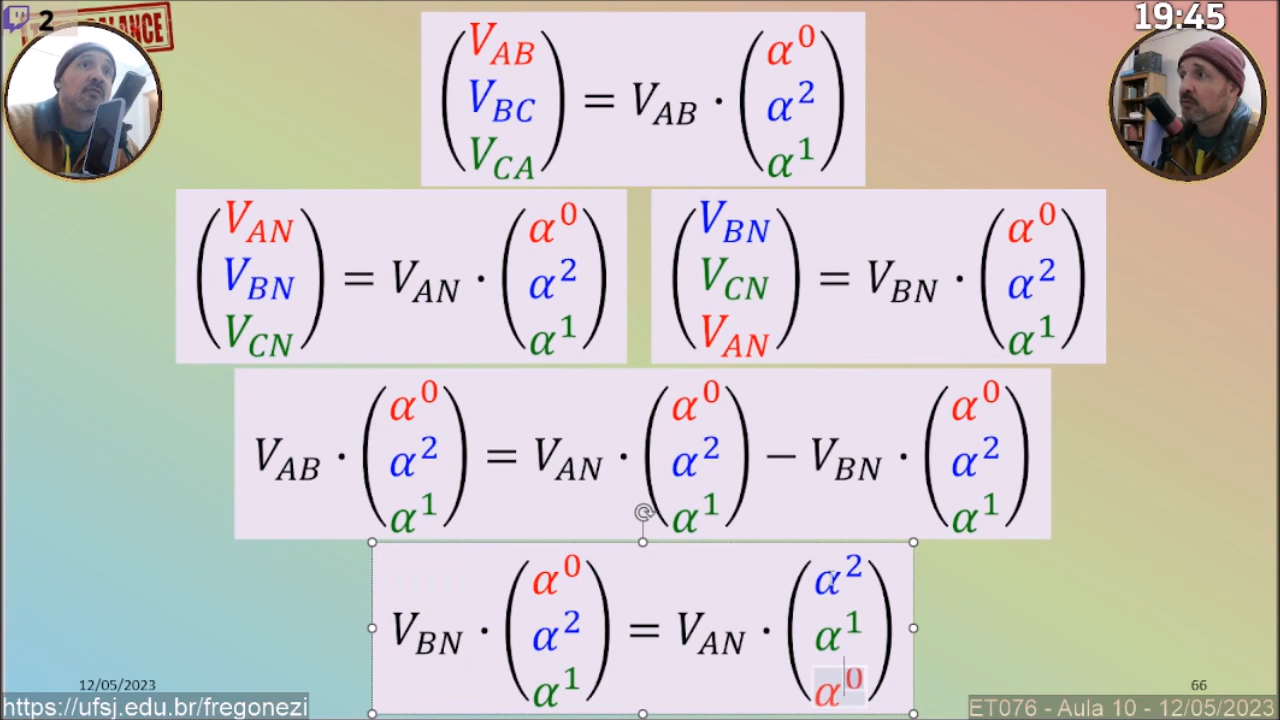 2
ANCE
19:45
(V_AB V_BC V_CA) = V_AB · (α^0 α^2 α^1)
(V_AN V_BN V_CN) = V_AN · (α^0 α^2 α^1)
(V_BN V_CN V_AN) = V_BN · (α^0 α^2 α^1)
V_AB · (α^0 α^2 α^1) = V_AN · (α^0 α^2 α^1) − V_BN · (α^0 α^2 α^1)
V_BN · (α^0 α^2 α^1) = V_AN · (α^2 α^1 α^0)
12/05/2023
66
https://ufsj.edu.br/fregonezi
ET076 - Aula 10 - 12/05/2023